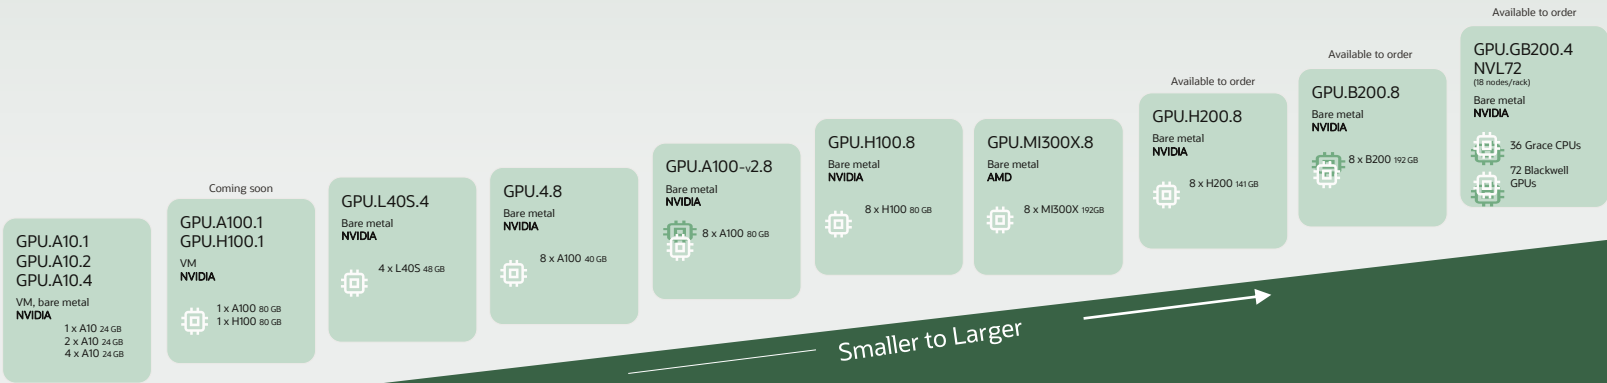 GPU.A10.1
GPU.A10.2
GPU.A10.4
VM, bare metal
NVIDIA
1 x A10 24 GB
2 x A10 24 GB
4 x A10 24 GB
Coming soon
GPU.A100.1
GPU.H100.1
VM
NVIDIA
1 x A100 80 GB
1 x H100 80 GB
GPU.L40S.4
Bare metal
NVIDIA
4 x L40S 48 GB
GPU.4.8
Bare metal
NVIDIA
8 x A100 40 GB
GPU.A100-v2.8
Bare metal
NVIDIA
8 x A100 80 GB
GPU.H100.8
Bare metal
NVIDIA
8 x H100 80 GB
GPU.MI300X.8
Bare metal
AMD
8 x MI300X 192GB
Available to order
GPU.H200.8
Bare metal
NVIDIA
8 x H200 141 GB
Available to order
GPU.B200.8
Bare metal
NVIDIA
8 x B200 192 GB
Available to order
GPU.GB200.4
NVL72
(18 nodes/rack)
Bare metal
NVIDIA
36 Grace CPUs
72 Blackwell
GPUs
Smaller to Larger